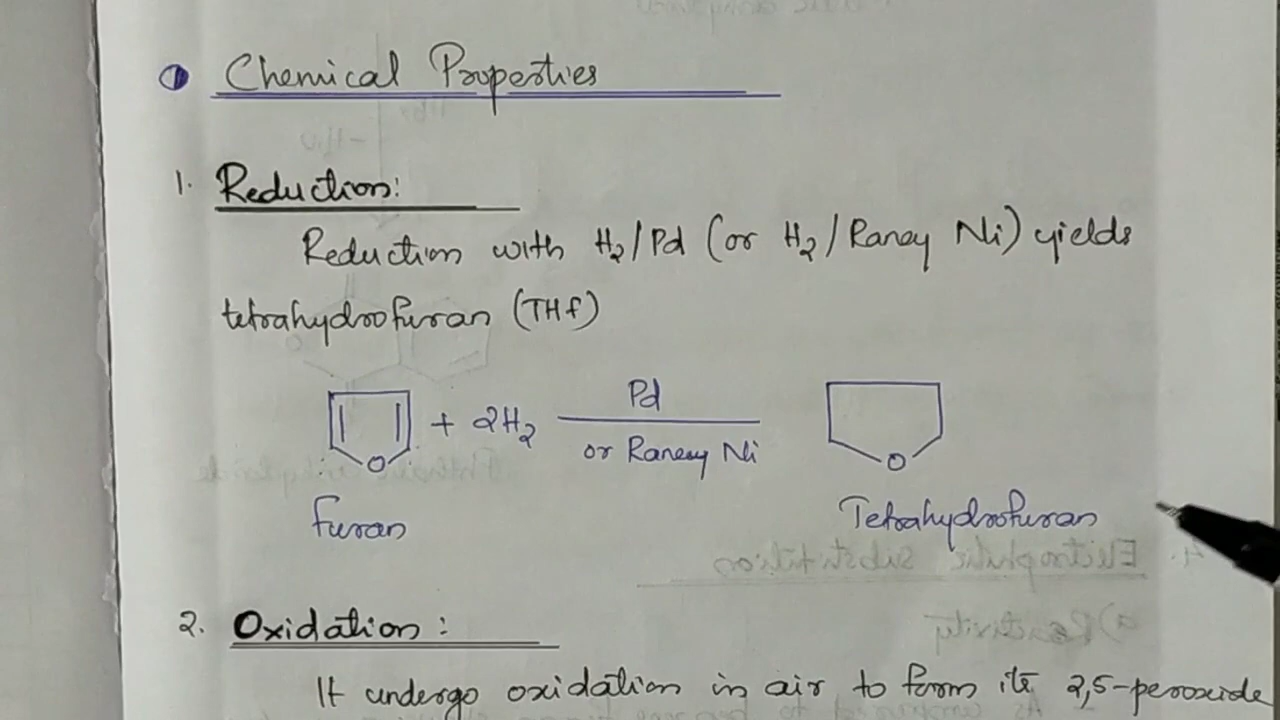 Chemical Properties
1. Reduction:
Reduction with H2/Pd (or H2/Raney Ni) yields
tetrahydrofuran (THf)
+ 2H2 Pd
or Raney Ni
O O
furan Tetrahydrofuran
2. Oxidation:
It undergo oxidation in air to form its 2,5-peroxide